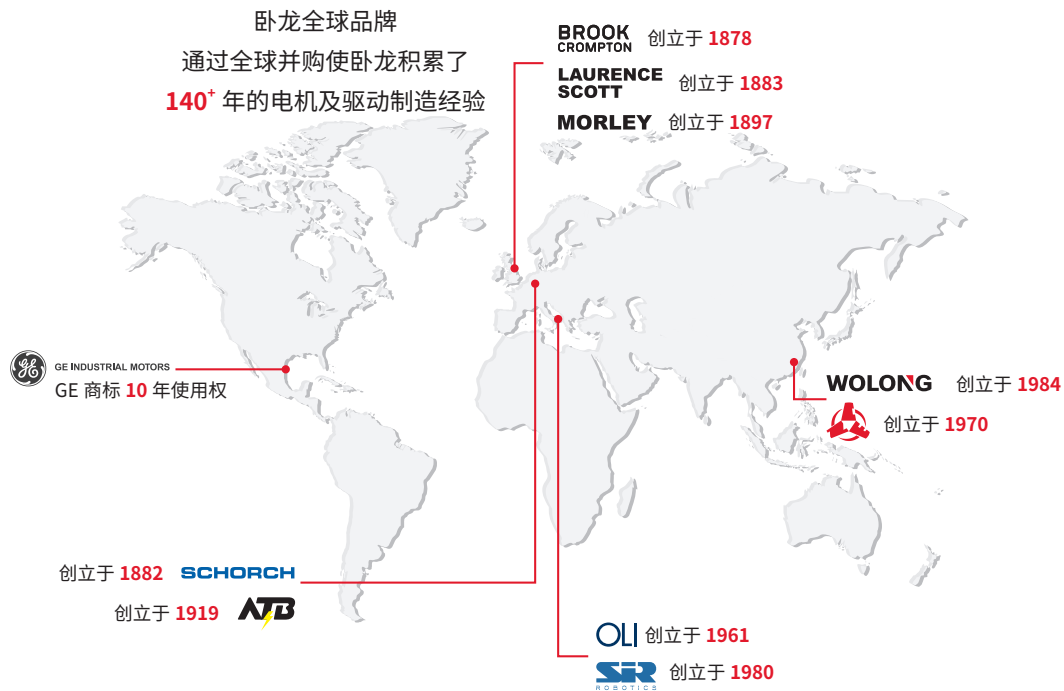 卧龙全球品牌
通过全球并购使卧龙积累了
140+ 年的电机及驱动制造经验
BROOK CROMPTON 创立于 1878
LAURENCE SCOTT 创立于 1883
MORLEY 创立于 1897
GE INDUSTRIAL MOTORS
GE 商标 10 年使用权
WOLONG 创立于 1984
创立于 1970
创立于 1882 SCHORCH
创立于 1919 ATB
OLI 创立于 1961
SIR ROBOTICS 创立于 1980